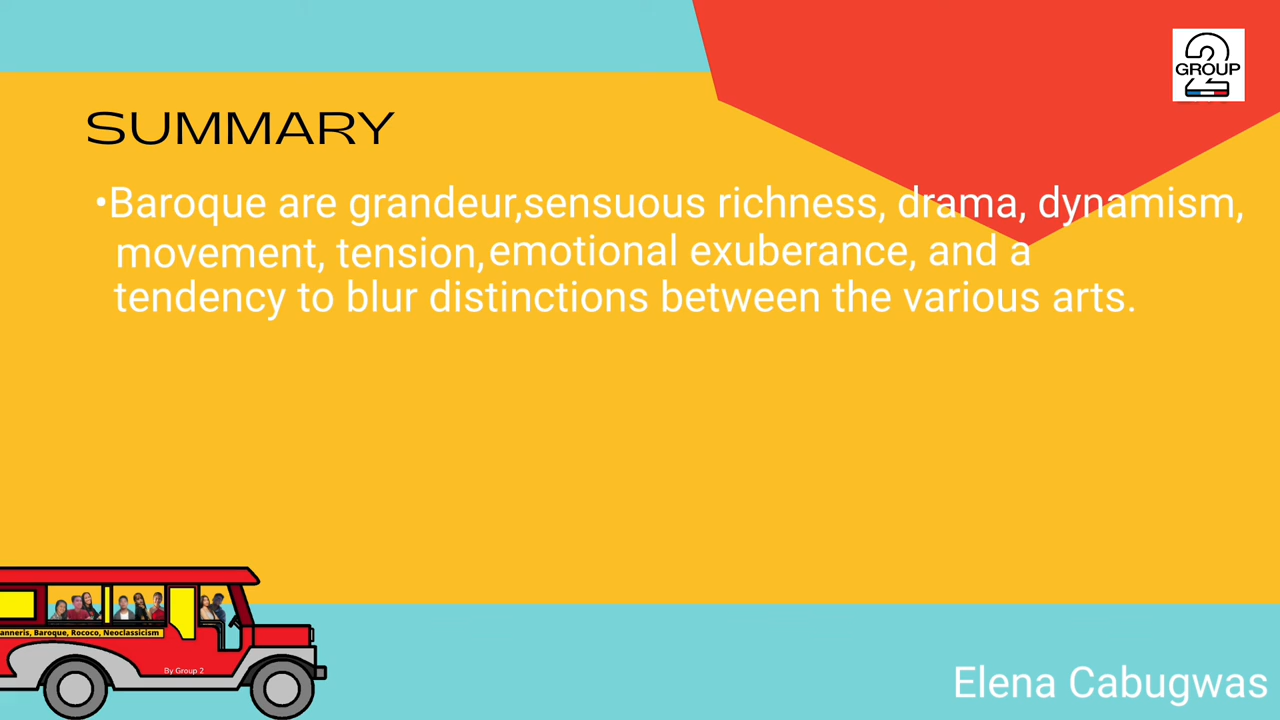 2
GROUP
SUMMARY
•Baroque are grandeur,sensuous richness, drama, dynamism,
movement, tension,emotional exuberance, and a
tendency to blur distinctions between the various arts.
anneris, Baroque, Rococo, Neoclassicism
By Group 2
Elena Cabugwas